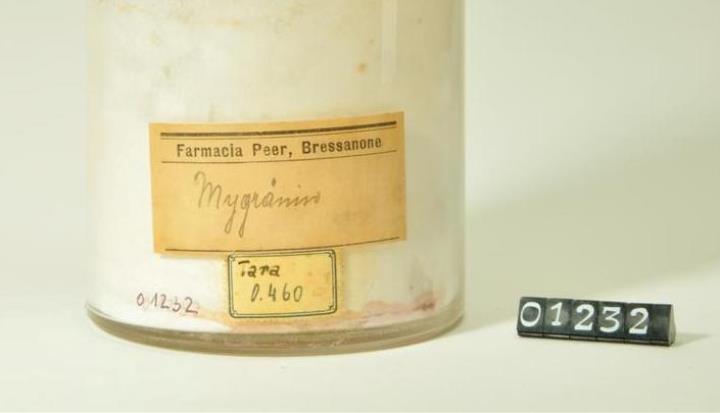 Farmacia Peer, Bressanone
Mygränin
Tara
0.460
01232
01232